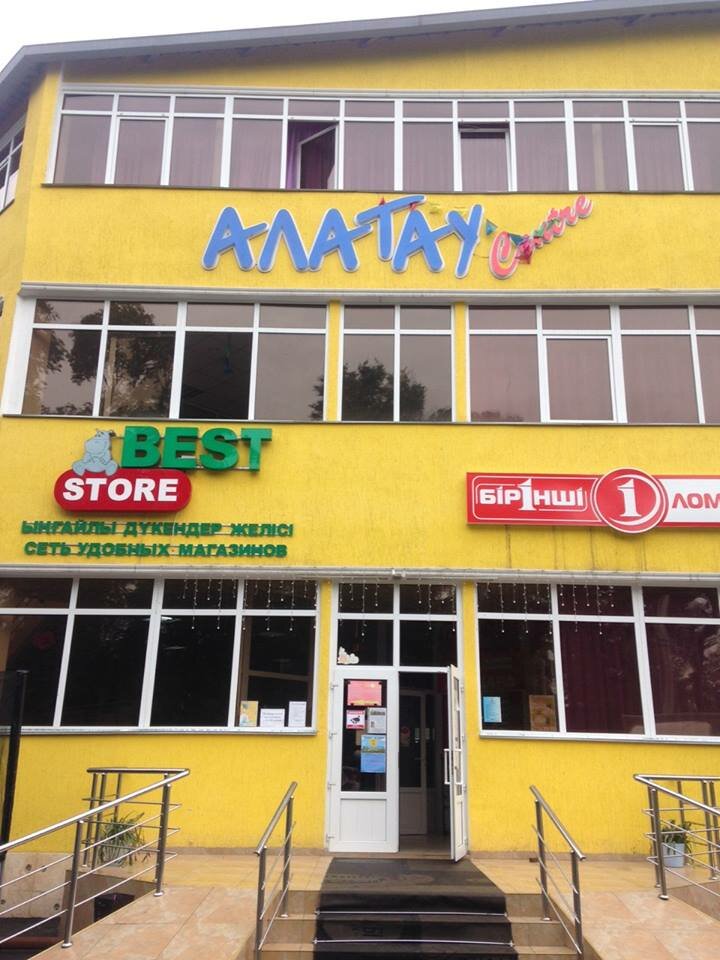 АЛАТАУ
Centre
BEST
STORE
ЫҢҒАЙЛЫ ДҮКЕНДЕР ЖЕЛІСІ
СЕТЬ УДОБНЫХ МАГАЗИНОВ
БІР1НШІ 1 ЛОМ